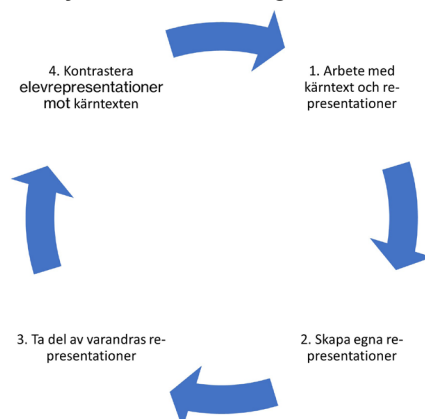 4. Kontrastera
elevrepresentationer
mot kärntexten
1. Arbete med
kärntext och re-
presentationer
3. Ta del av varandras re-
presentationer
2. Skapa egna re-
presentationer